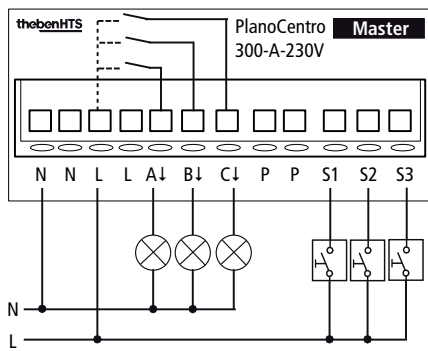 thebenHTS
PlanoCentro Master
300-A-230V
N N L L A↓ B↓ C↓ P P S1 S2 S3
N
L